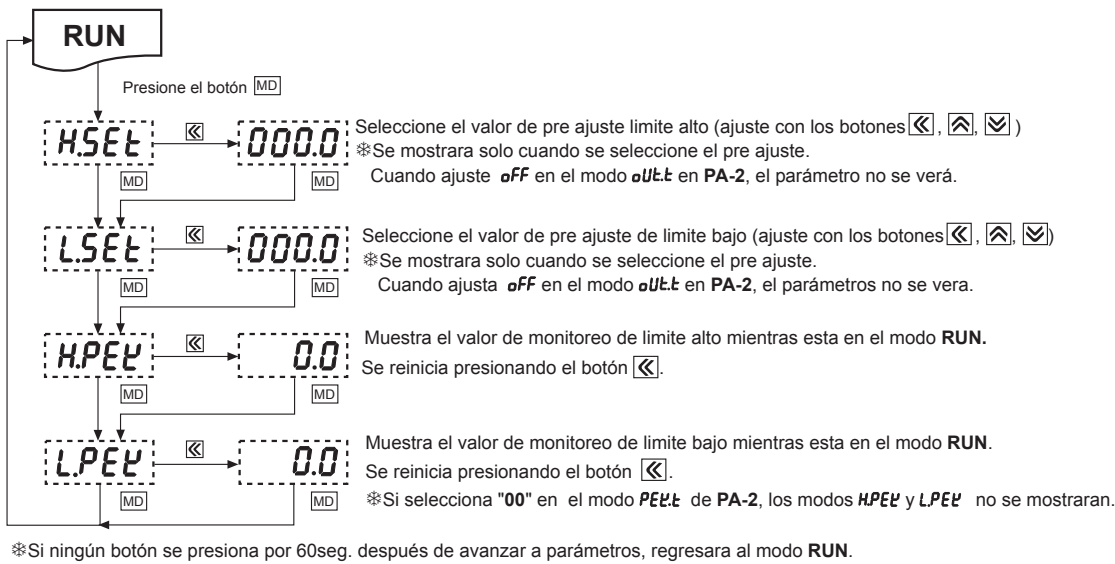 RUN
Presione el botón MD
H.SEt
000.0
Seleccione el valor de pre ajuste limite alto (ajuste con los botones , , )
❄Se mostrara solo cuando se seleccione el pre ajuste.
Cuando ajuste oFF en el modo oUt.t en PA-2, el parámetro no se verá.
MD
MD
L.SEt
000.0
Seleccione el valor de pre ajuste de limite bajo (ajuste con los botones , , )
❄Se mostrara solo cuando se seleccione el pre ajuste.
Cuando ajusta oFF en el modo oUt.t en PA-2, el parámetros no se vera.
MD
MD
H.PEK
0.0
Muestra el valor de monitoreo de limite alto mientras esta en el modo RUN.
Se reinicia presionando el botón .
MD
MD
L.PEK
0.0
Muestra el valor de monitoreo de limite bajo mientras esta en el modo RUN.
Se reinicia presionando el botón .
❄Si selecciona "00" en el modo PEK.t de PA-2, los modos H.PEK y L.PEK no se mostraran.
MD
MD
❄Si ningún botón se presiona por 60seg. después de avanzar a parámetros, regresara al modo RUN.